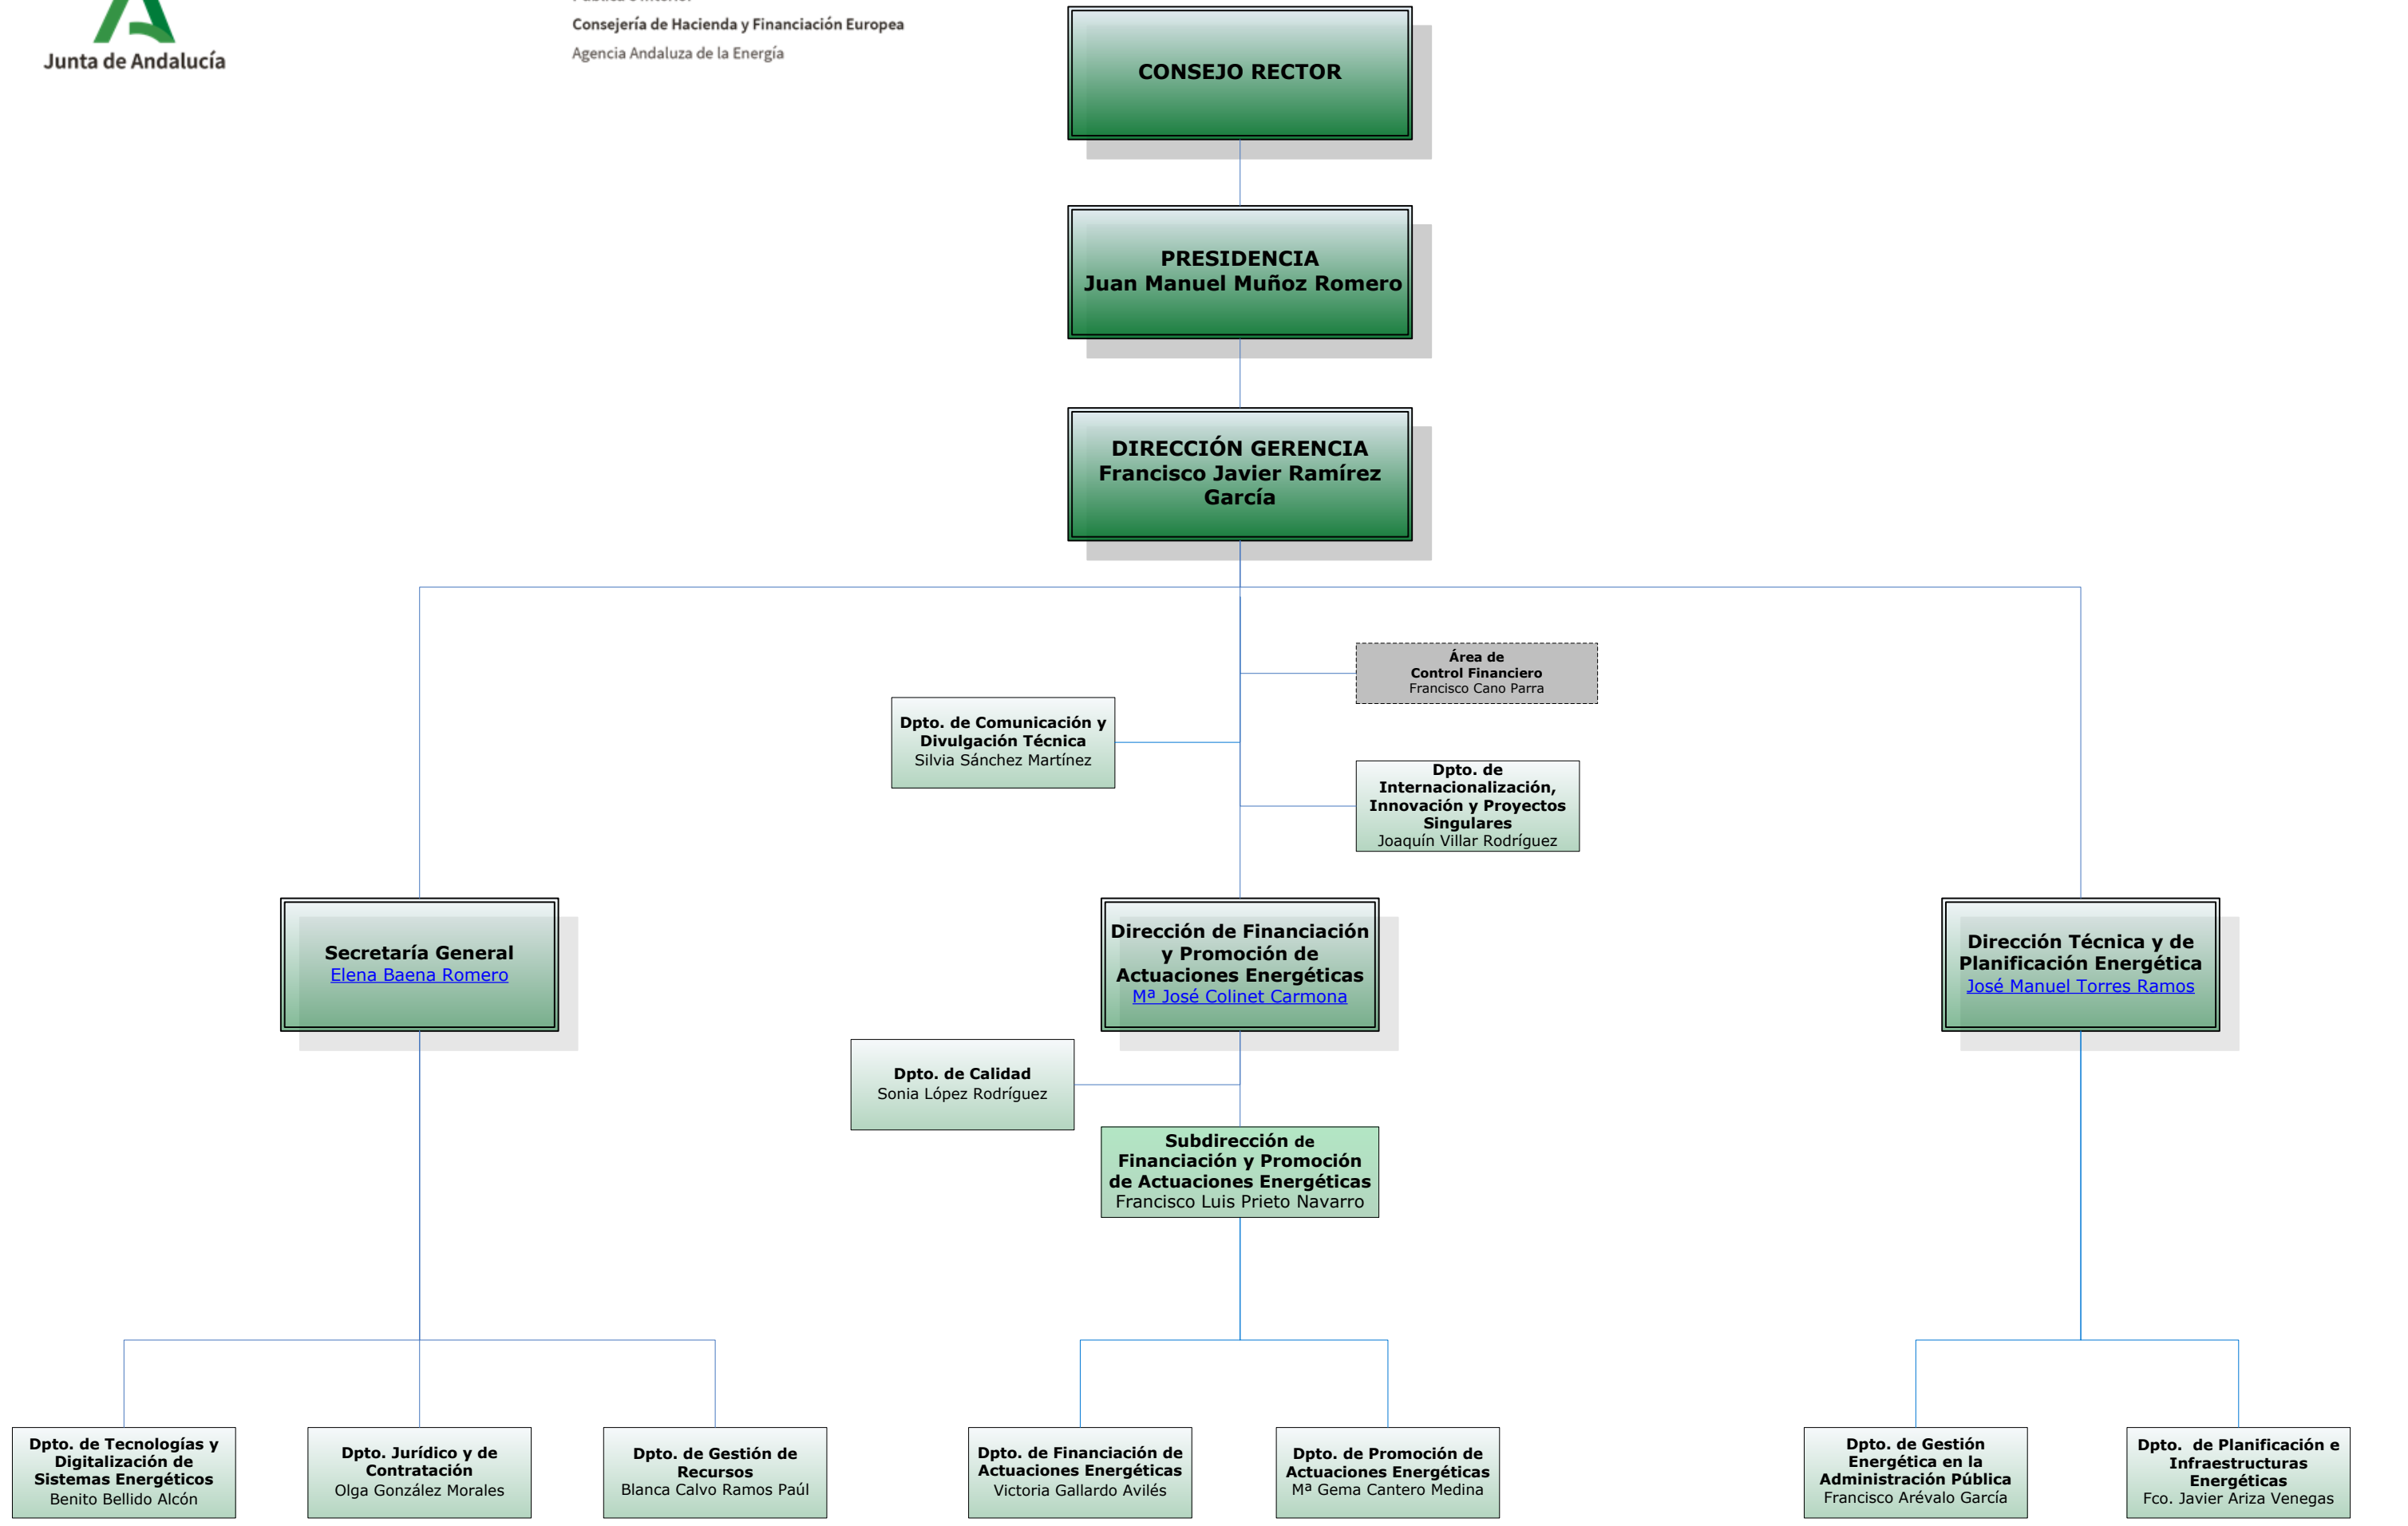 Junta de Andalucía
Consejería de Hacienda y Financiación Europea
Agencia Andaluza de la Energía
CONSEJO RECTOR
PRESIDENCIA
Juan Manuel Muñoz Romero
DIRECCIÓN GERENCIA
Francisco Javier Ramírez
García
Área de
Control Financiero
Francisco Cano Parra
Dpto. de Comunicación y
Divulgación Técnica
Silvia Sánchez Martínez
Dpto. de
Internacionalización,
Innovación y Proyectos
Singulares
Joaquín Villar Rodríguez
Secretaría General
Elena Baena Romero
Dirección de Financiación
y Promoción de
Actuaciones Energéticas
Mª José Colinet Carmona
Dirección Técnica y de
Planificación Energética
José Manuel Torres Ramos
Dpto. de Calidad
Sonia López Rodríguez
Subdirección de
Financiación y Promoción
de Actuaciones Energéticas
Francisco Luis Prieto Navarro
Dpto. de Tecnologías y
Digitalización de
Sistemas Energéticos
Benito Bellido Alcón
Dpto. Jurídico y de
Contratación
Olga González Morales
Dpto. de Gestión de
Recursos
Blanca Calvo Ramos Paúl
Dpto. de Financiación de
Actuaciones Energéticas
Victoria Gallardo Avilés
Dpto. de Promoción de
Actuaciones Energéticas
Mª Gema Cantero Medina
Dpto. de Gestión
Energética en la
Administración Pública
Francisco Arévalo García
Dpto. de Planificación e
Infraestructuras
Energéticas
Fco. Javier Ariza Venegas